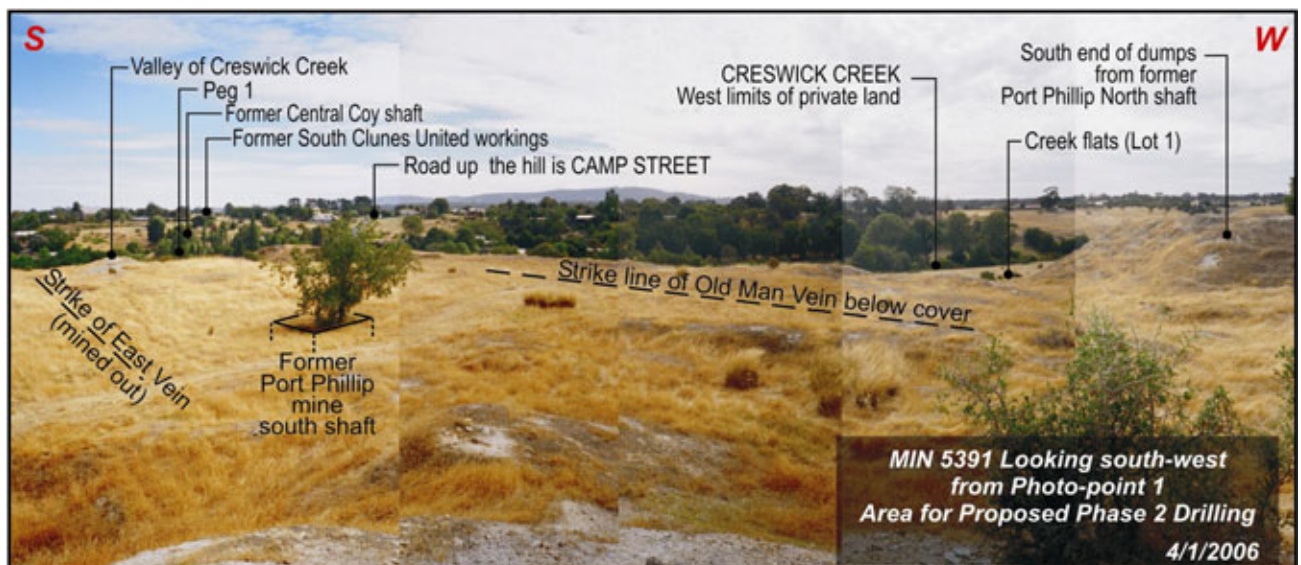 S
W
Valley of Creswick Creek
Peg 1
Former Central Coy shaft
Former South Clunes United workings
Road up the hill is CAMP STREET
CRESWICK CREEK
West limits of private land
South end of dumps
from former
Port Phillip North shaft
Creek flats (Lot 1)
Strike of East Vein
(mined out)
Former
Port Phillip
mine
south shaft
Strike line of Old Man Vein below cover
MIN 5391 Looking south-west
from Photo-point 1
Area for Proposed Phase 2 Drilling
4/1/2006